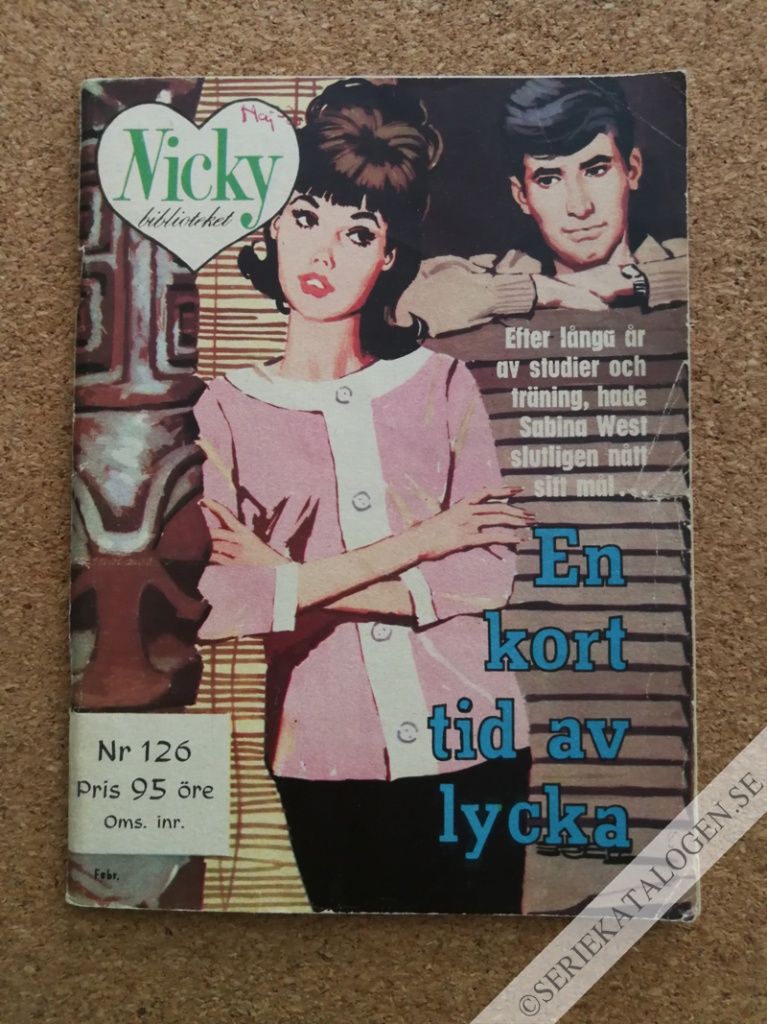 Maj
Nicky
biblioteket
Efter långa år
av studier och
träning, hade
Sabina West
slutligen nått
sitt mål....
En
kort
tid av
lycka
Nr 126
Pris 95 öre
Oms. inr.
Febr.
©SERIEKATALOGEN.SE